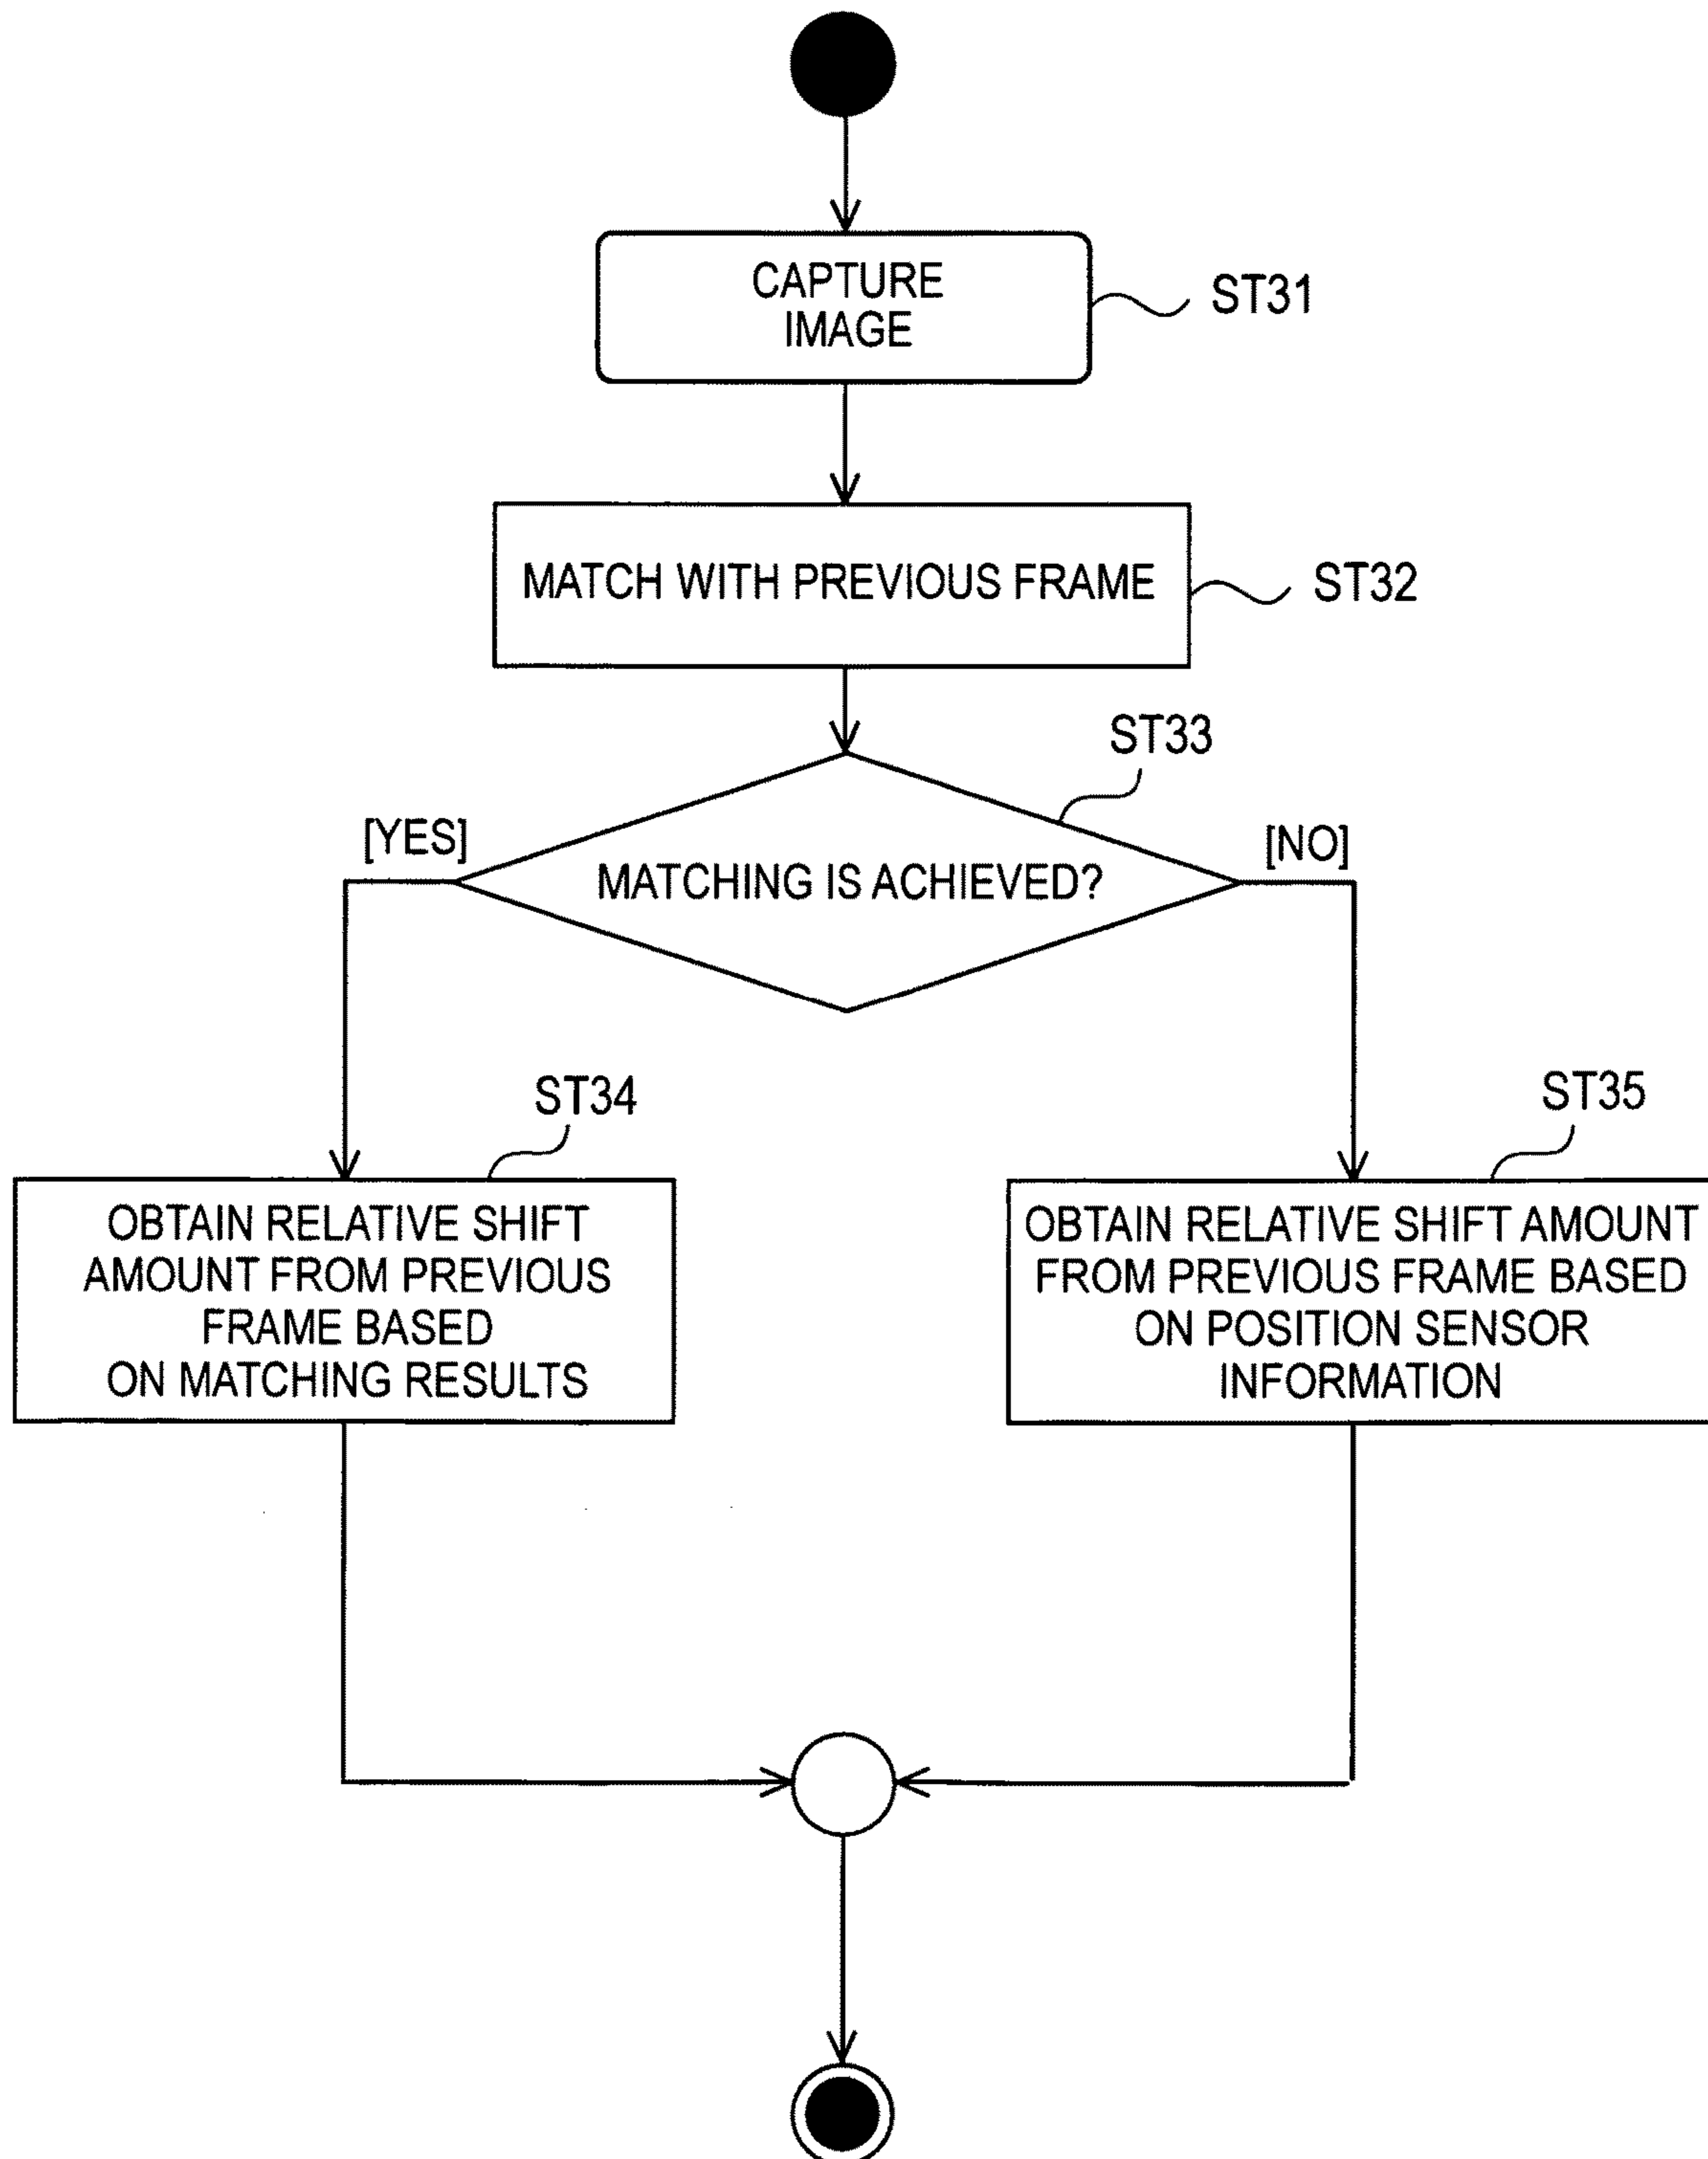 CAPTURE
IMAGE
ST31
MATCH WITH PREVIOUS FRAME
ST32
ST33
[YES]
[NO]
MATCHING IS ACHIEVED?
ST34
ST35
OBTAIN RELATIVE SHIFT
AMOUNT FROM PREVIOUS
FRAME BASED
ON MATCHING RESULTS
OBTAIN RELATIVE SHIFT AMOUNT
FROM PREVIOUS FRAME BASED
ON POSITION SENSOR
INFORMATION